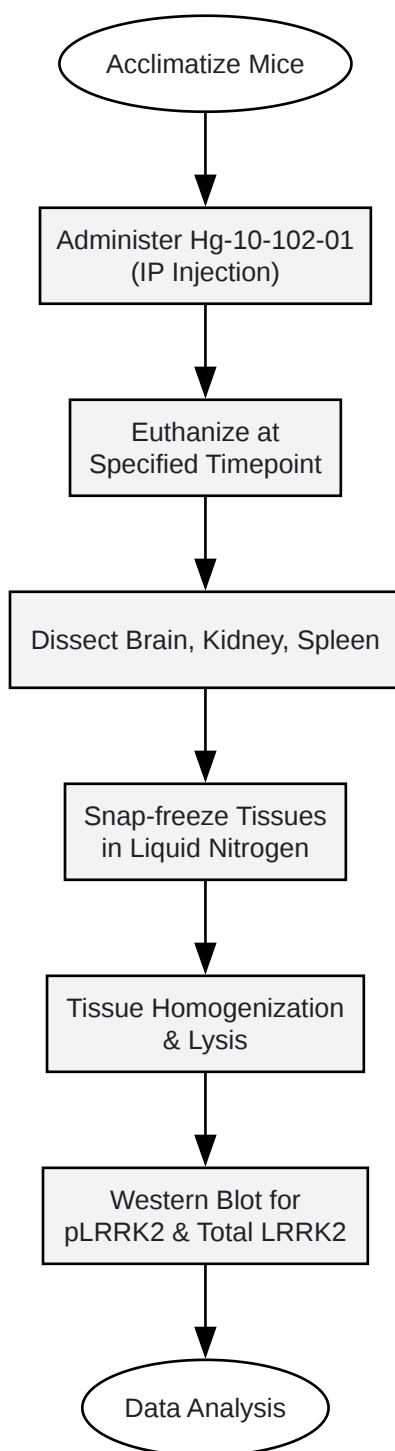 Acclimatize Mice
Administer Hg-10-102-01
(IP Injection)
Euthanize at
Specified Timepoint
Dissect Brain, Kidney, Spleen
Snap-freeze Tissues
in Liquid Nitrogen
Tissue Homogenization
& Lysis
Western Blot for
pLRRK2 & Total LRRK2
Data Analysis